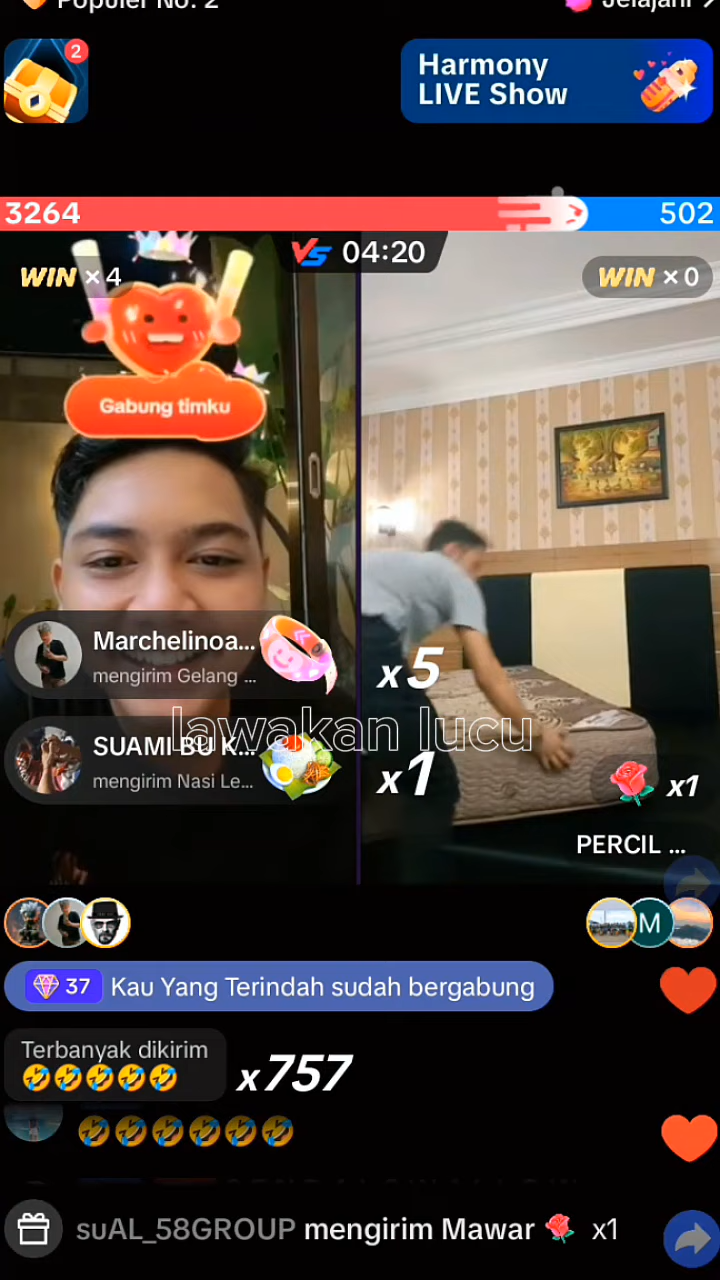 Populer No. 2
Jelajahi >
2
Harmony
LIVE Show
3264
502
VS 04:20
WIN ×4
WIN ×0
Gabung timku
Marchelinoa...
mengirim Gelang ...
x5
lawakan lucu
SUAMI BU K...
mengirim Nasi Le...
x1
x1
PERCIL ...
M
37 Kau Yang Terindah sudah bergabung
Terbanyak dikirim
🤣🤣🤣🤣🤣 x757
🤣🤣🤣🤣🤣🤣
suAL_58GROUP mengirim Mawar 🌹 x1